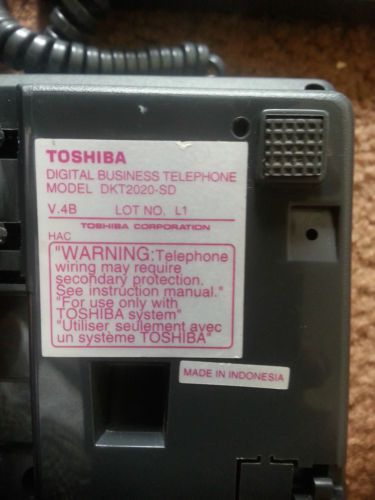 TOSHIBA
DIGITAL BUSINESS TELEPHONE
MODEL DKT2020-SD
V.4B LOT NO. L1
TOSHIBA CORPORATION
HAC
"WARNING:Telephone
wiring may require
secondary protection.
See instruction manual."
"For use only with
TOSHIBA system"
"Utiliser seulement avec
un système TOSHIBA"
MADE IN INDONESIA